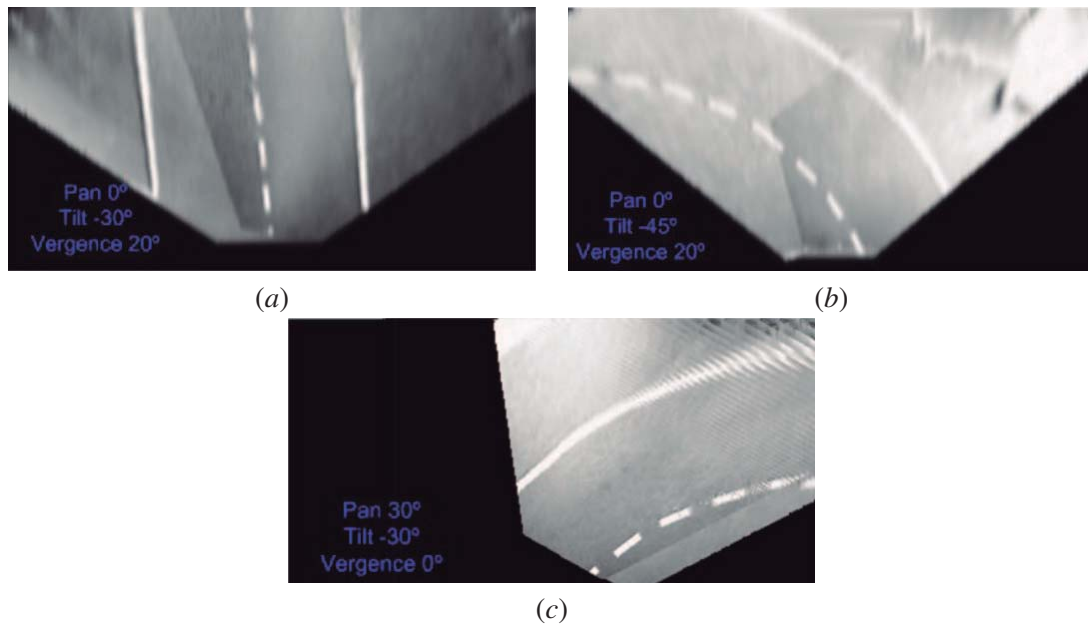 Pan 0º
Tilt -30º
Vergence 20º
(a)
Pan 0º
Tilt -45º
Vergence 20º
(b)
Pan 30º
Tilt -30º
Vergence 0º
(c)